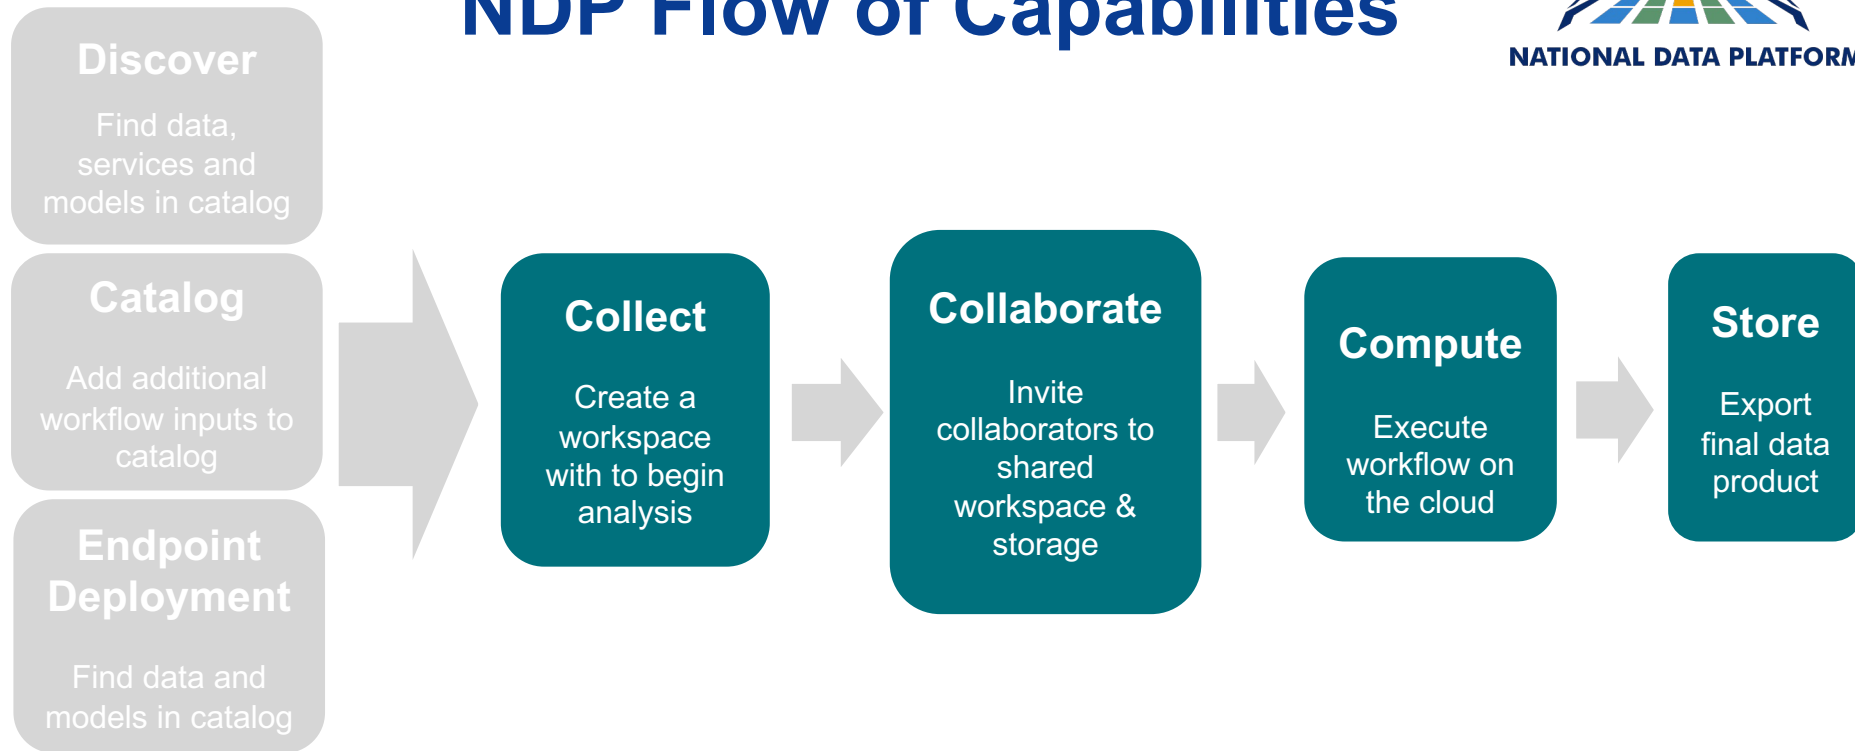 NDP Flow of Capabilities
NATIONAL DATA PLATFORM
Discover
Find data,
services and
models in catalog
Catalog
Add additional
workflow inputs to
catalog
Endpoint
Deployment
Find data and
models in catalog
Collect
Create a
workspace
with to begin
analysis
Collaborate
Invite
collaborators to
shared
workspace &
storage
Compute
Execute
workflow on
the cloud
Store
Export
final data
product